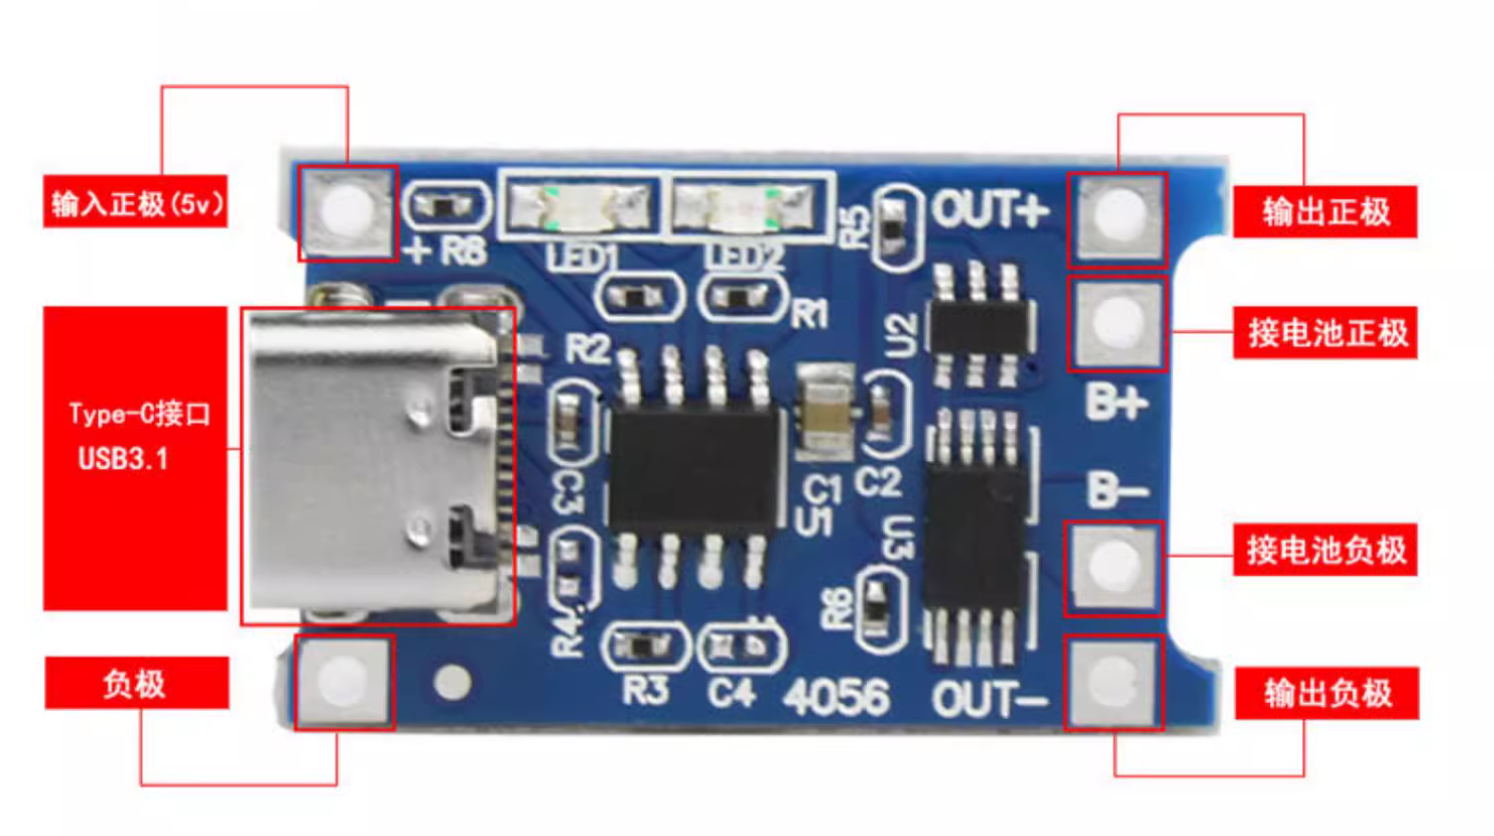 输入正极(5v)
+ R8
LED1
LED2
R5
OUT+
输出正极
R1
R2
U2
接电池正极
B+
Type-C接口
USB3.1
C3
C1
C2
U1
U3
B-
接电池负极
R4
R6
负极
R3
C4
4056
OUT-
输出负极